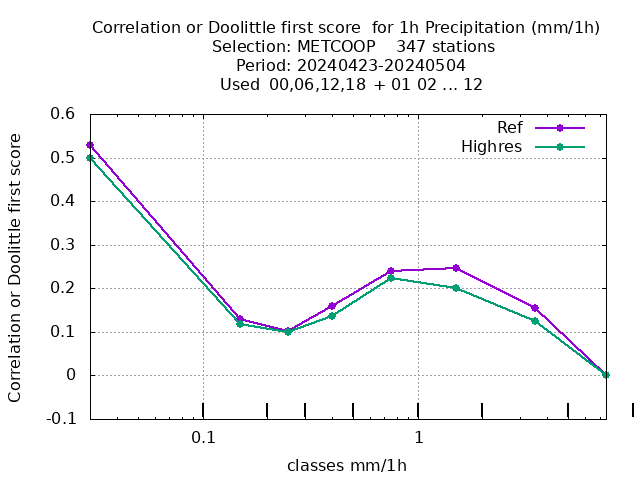 Correlation or Doolittle first score for 1h Precipitation (mm/1h)
Selection: METCOOP 347 stations
Period: 20240423-20240504
Used 00,06,12,18 + 01 02 ... 12
Correlation or Doolittle first score
0.6
0.5
0.4
0.3
0.2
0.1
0
-0.1
Ref
Highres
0.1
1
classes mm/1h